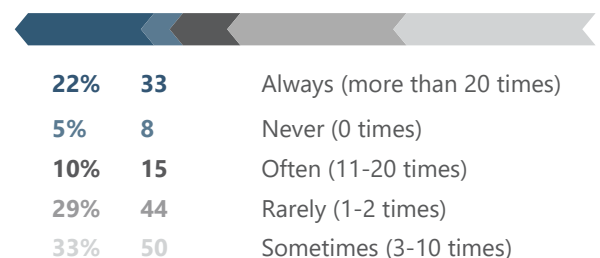 22% 33 Always (more than 20 times)
5% 8 Never (0 times)
10% 15 Often (11-20 times)
29% 44 Rarely (1-2 times)
33% 50 Sometimes (3-10 times)